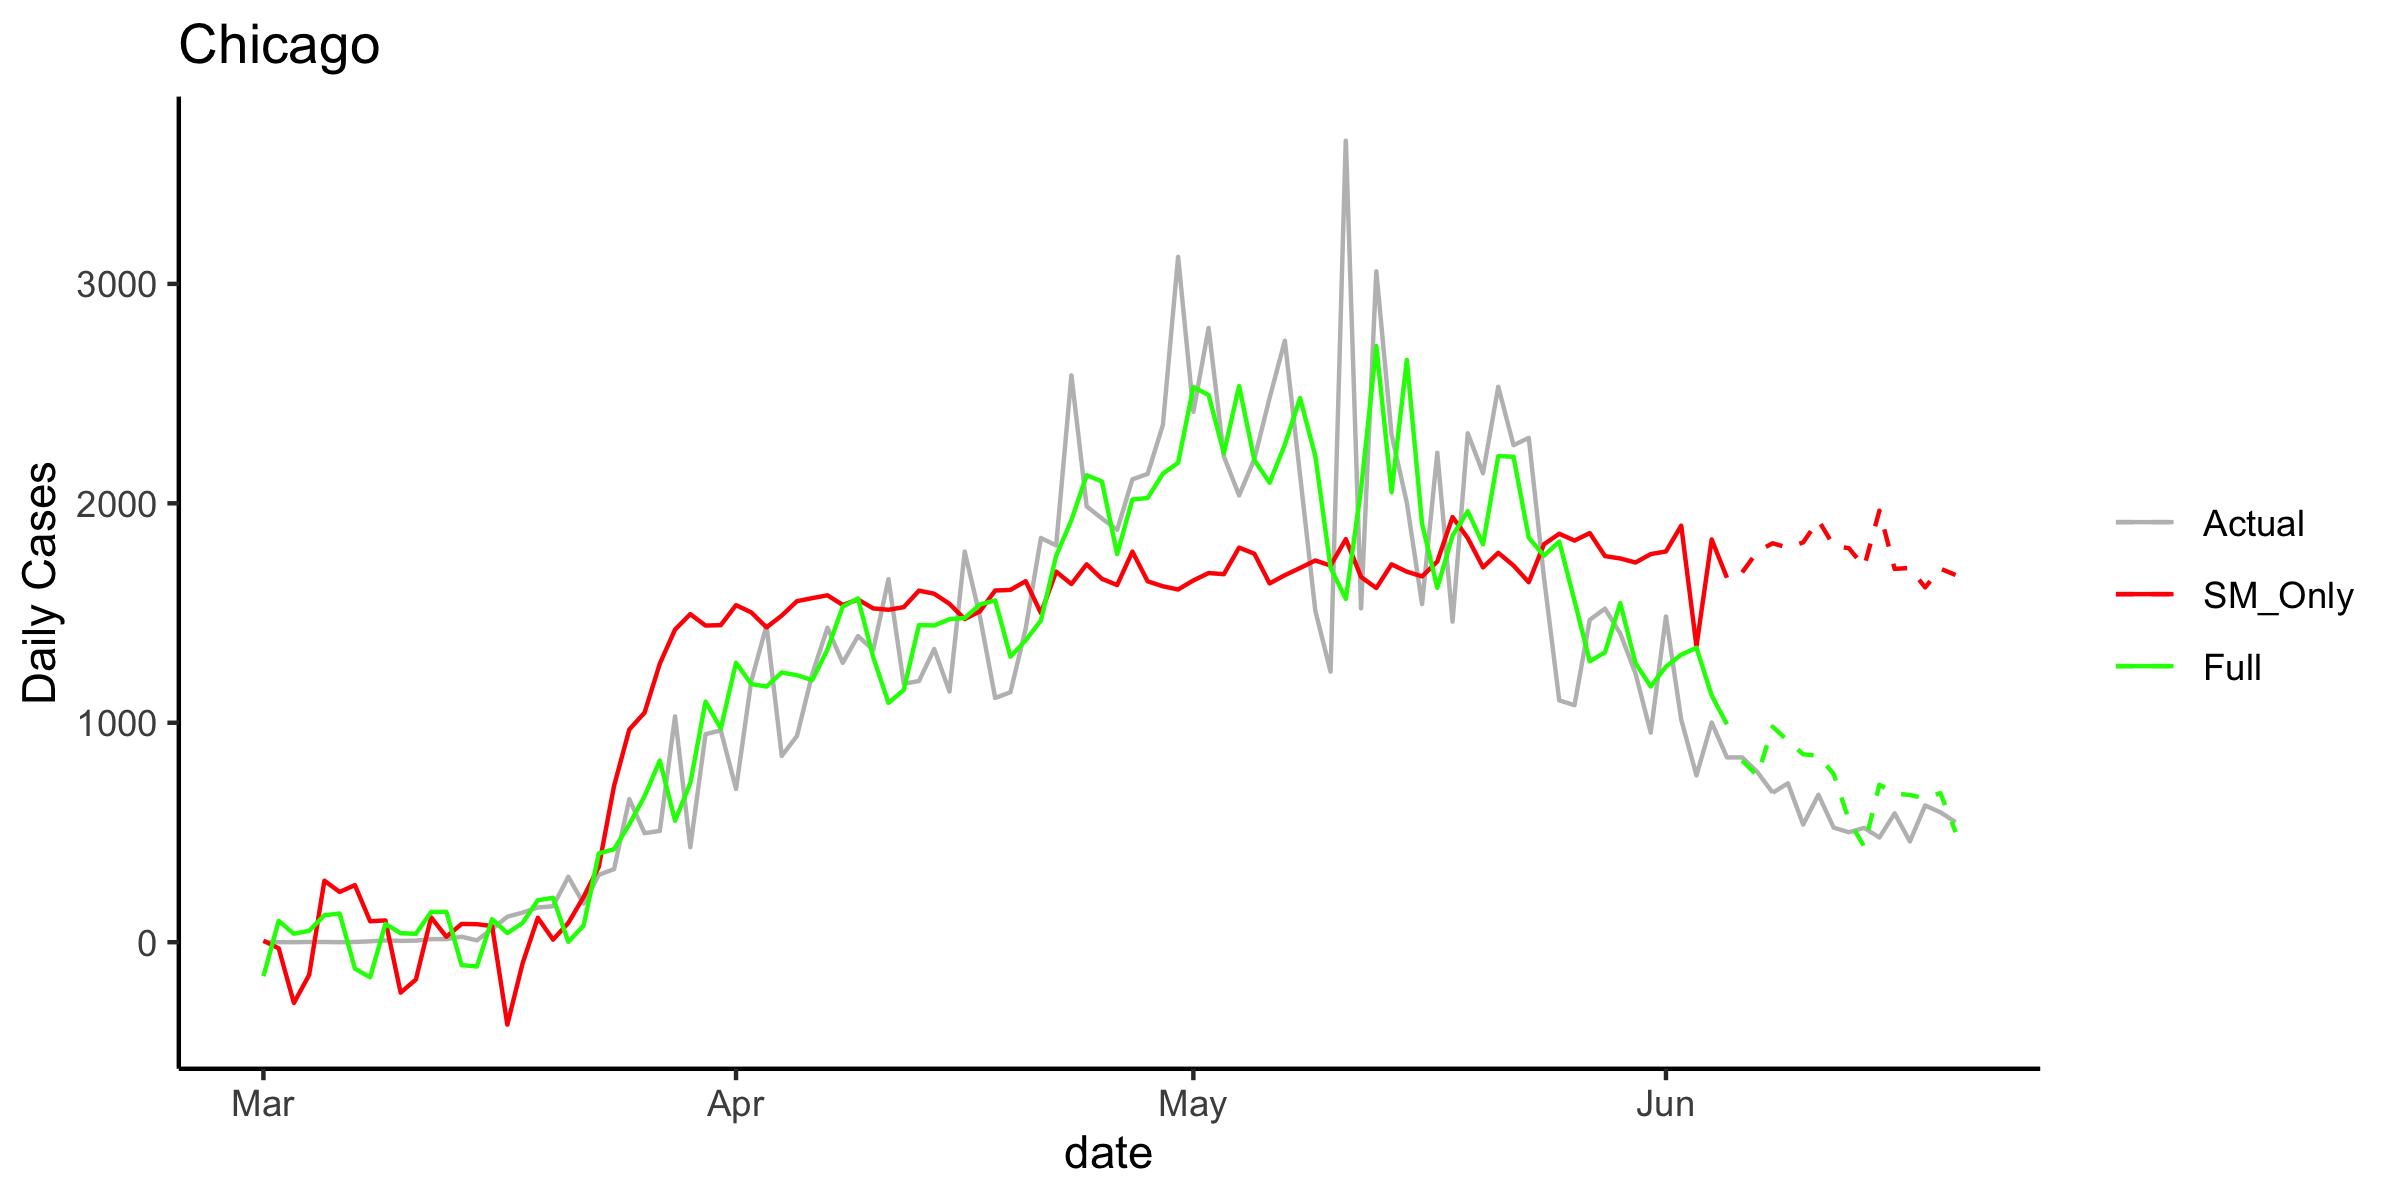 Chicago
Daily Cases
3000
2000
1000
0
Mar
Apr
May
Jun
date
Actual
SM_Only
Full